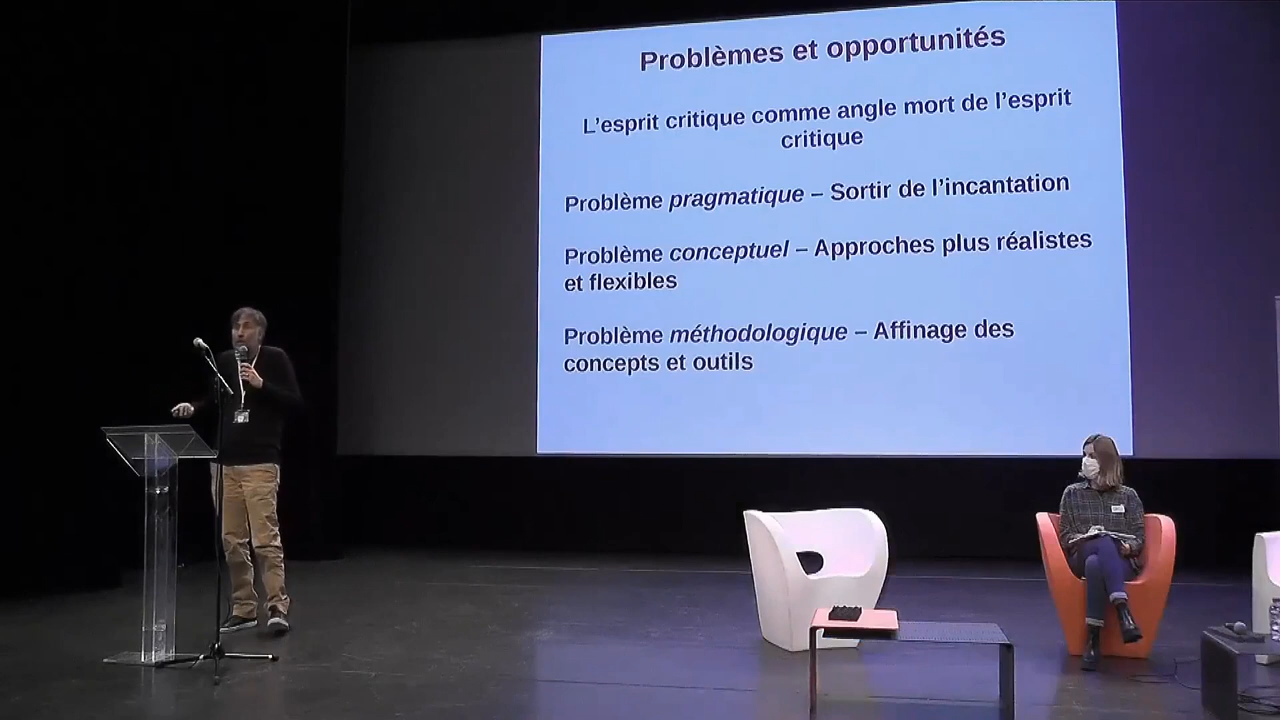 Problèmes et opportunités
L’esprit critique comme angle mort de l’esprit
critique
Problème pragmatique – Sortir de l’incantation
Problème conceptuel – Approches plus réalistes
et flexibles
Problème méthodologique – Affinage des
concepts et outils